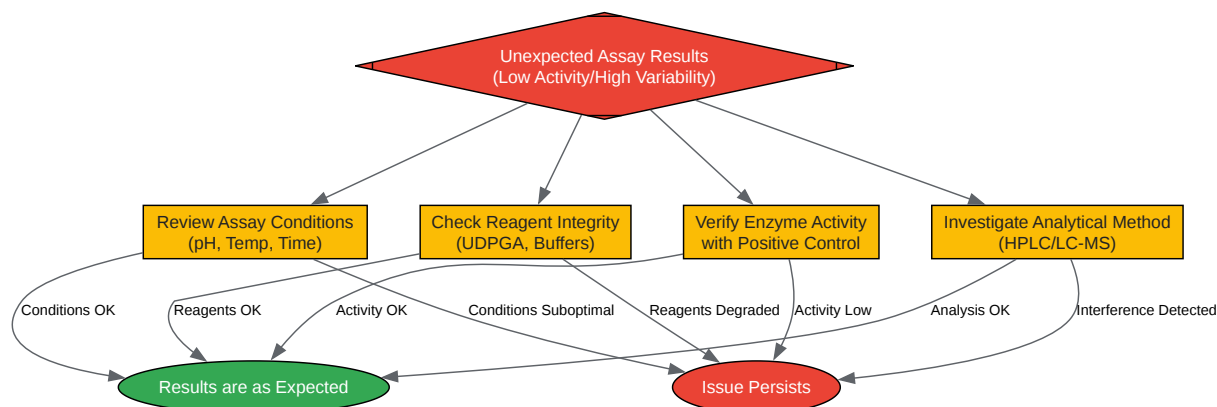 Unexpected Assay Results
(Low Activity/High Variability)
Review Assay Conditions
(pH, Temp, Time)
Check Reagent Integrity
(UDPGA, Buffers)
Verify Enzyme Activity
with Positive Control
Investigate Analytical Method
(HPLC/LC-MS)
Conditions OK
Reagents OK
Activity OK
Conditions Suboptimal
Reagents Degraded
Activity Low
Analysis OK
Interference Detected
Results are as Expected
Issue Persists